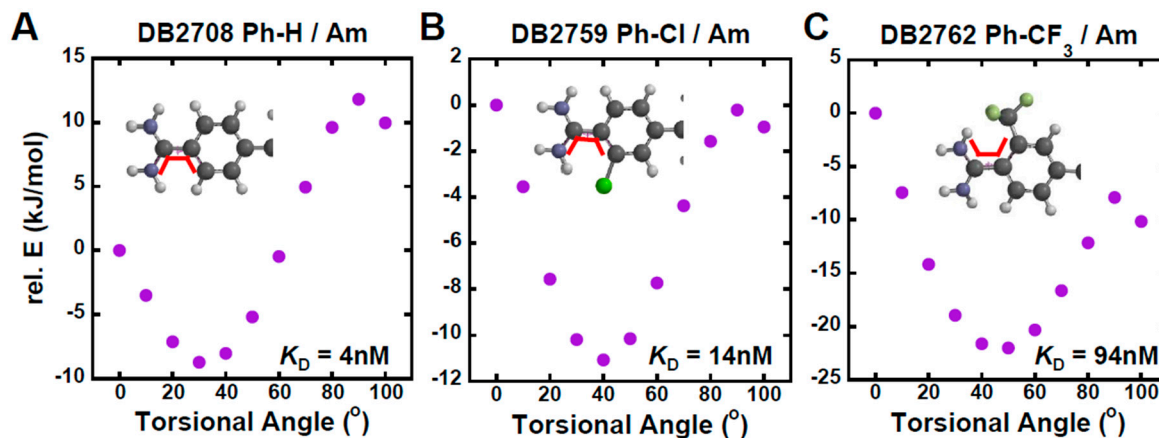 A
DB2708 Ph-H / Am
15
10
5
0
-5
-10
rel. E (kJ/mol)
K_D = 4nM
0 20 40 60 80 100
Torsional Angle (°)
B
DB2759 Ph-Cl / Am
2
0
-2
-4
-6
-8
-10
-12
K_D = 14nM
0 20 40 60 80 100
Torsional Angle (°)
C
DB2762 Ph-CF₃ / Am
5
0
-5
-10
-15
-20
-25
K_D = 94nM
0 20 40 60 80 100
Torsional Angle (°)